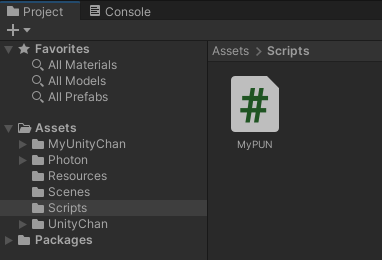 Project
Console
Favorites
All Materials
All Models
All Prefabs
Assets
MyUnityChan
Photon
Resources
Scenes
Scripts
UnityChan
Packages
Assets > Scripts
#
MyPUN